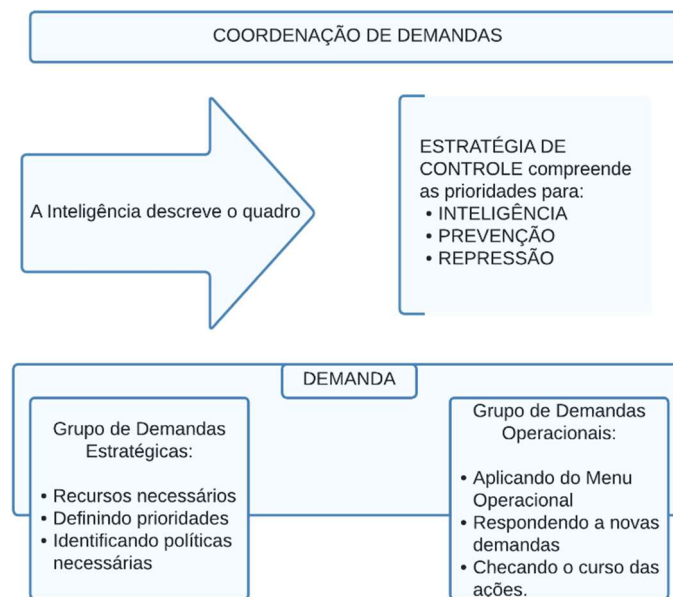 COORDENAÇÃO DE DEMANDAS
A Inteligência descreve o quadro
ESTRATÉGIA DE
CONTROLE compreende
as prioridades para:
• INTELIGÊNCIA
• PREVENÇÃO
• REPRESSÃO
DEMANDA
Grupo de Demandas
Estratégicas:
• Recursos necessários
• Definindo prioridades
• Identificando políticas
necessárias
Grupo de Demandas
Operacionais:
• Aplicando do Menu
Operacional
• Respondendo a novas
demandas
• Checando o curso das
ações.